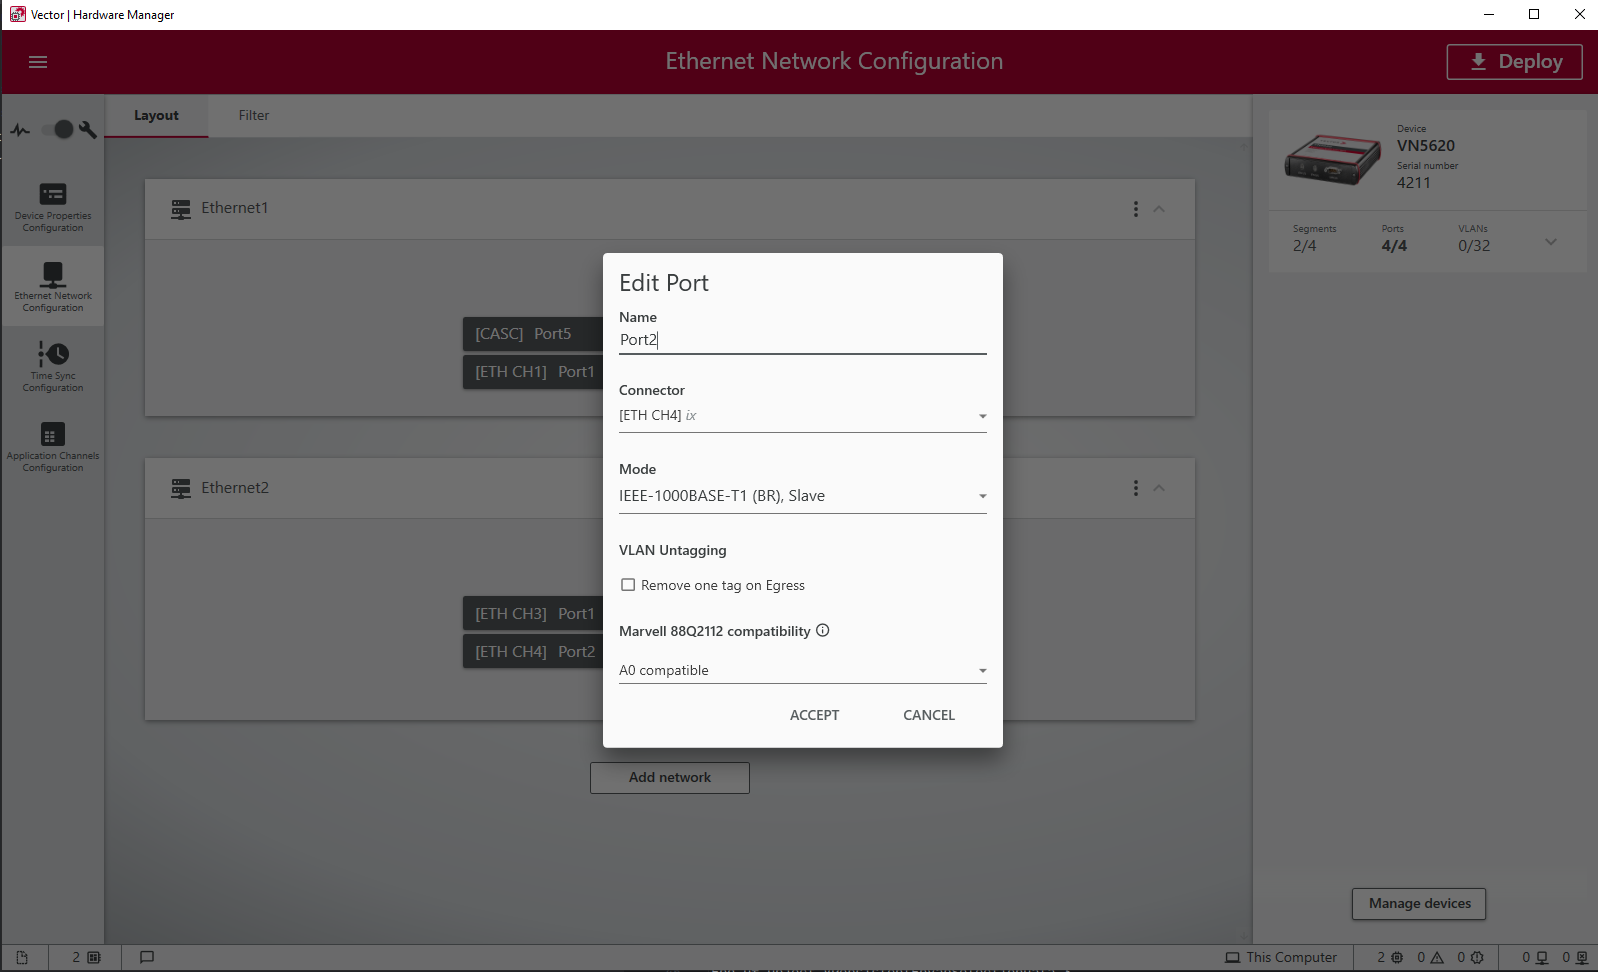 Vector | Hardware Manager
Ethernet Network Configuration
Deploy
Layout
Filter
Device Properties
Configuration
Ethernet Network
Configuration
Time Sync
Configuration
Application Channels
Configuration
Ethernet1
[CASC] Port5
[ETH CH1] Port1
Ethernet2
[ETH CH3] Port1
[ETH CH4] Port2
Add network
Edit Port
Name
Port2
Connector
[ETH CH4] ix
Mode
IEEE-1000BASE-T1 (BR), Slave
VLAN Untagging
Remove one tag on Egress
Marvell 88Q2112 compatibility
A0 compatible
ACCEPT
CANCEL
Device
VN5620
Serial number
4211
Segments
2/4
Ports
4/4
VLANs
0/32
Manage devices
2
This Computer
2
0
0
0
0